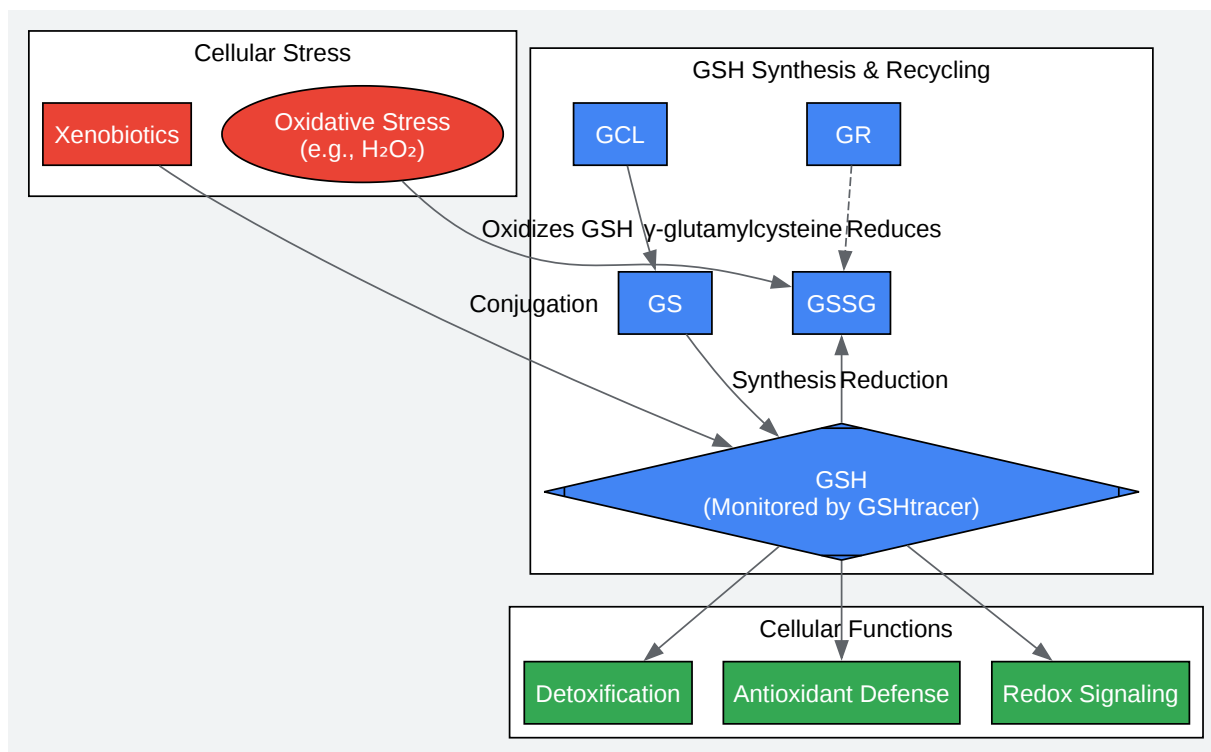 Cellular Stress
GSH Synthesis & Recycling
Xenobiotics
Oxidative Stress
(e.g., H₂O₂)
GCL
GR
Oxidizes GSH
γ-glutamylcysteine
Reduces
Conjugation
GS
GSSG
Synthesis
Reduction
GSH
(Monitored by GSHtracer)
Cellular Functions
Detoxification
Antioxidant Defense
Redox Signaling